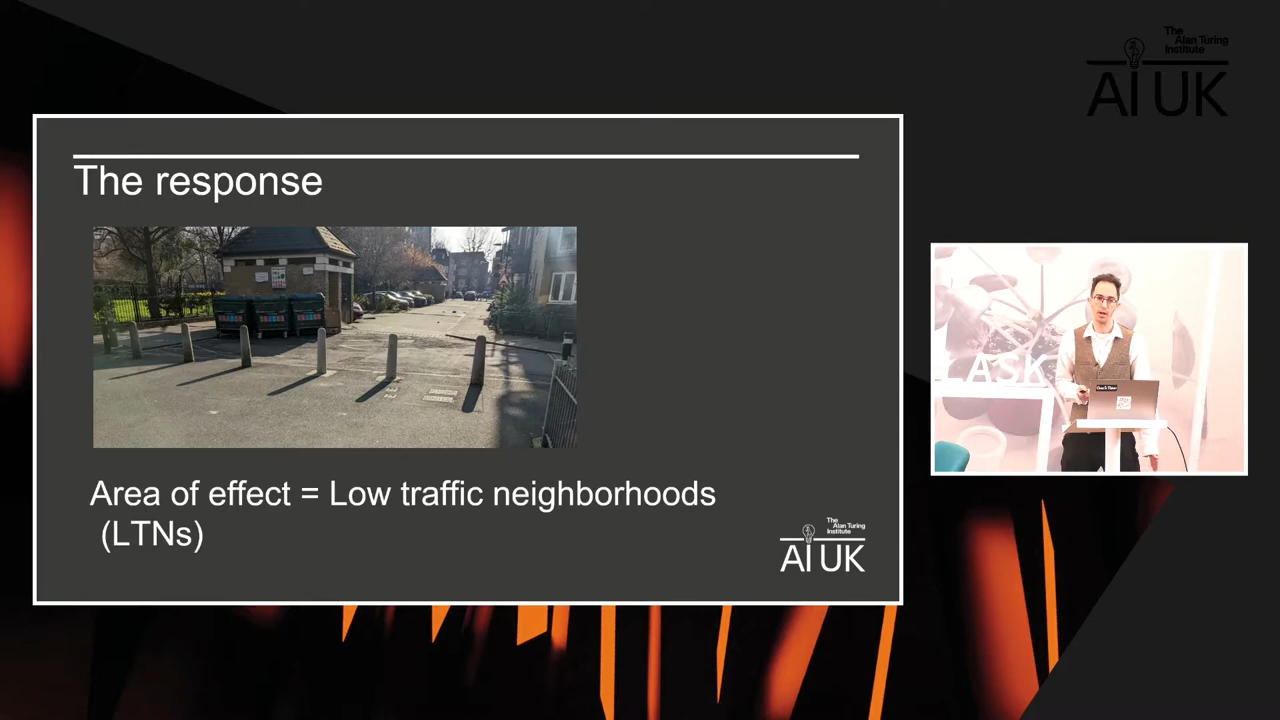 The
Alan Turing
Institute
AI UK
The response
Area of effect = Low traffic neighborhoods
(LTNs)
The
Alan Turing
Institute
AI UK
ASK